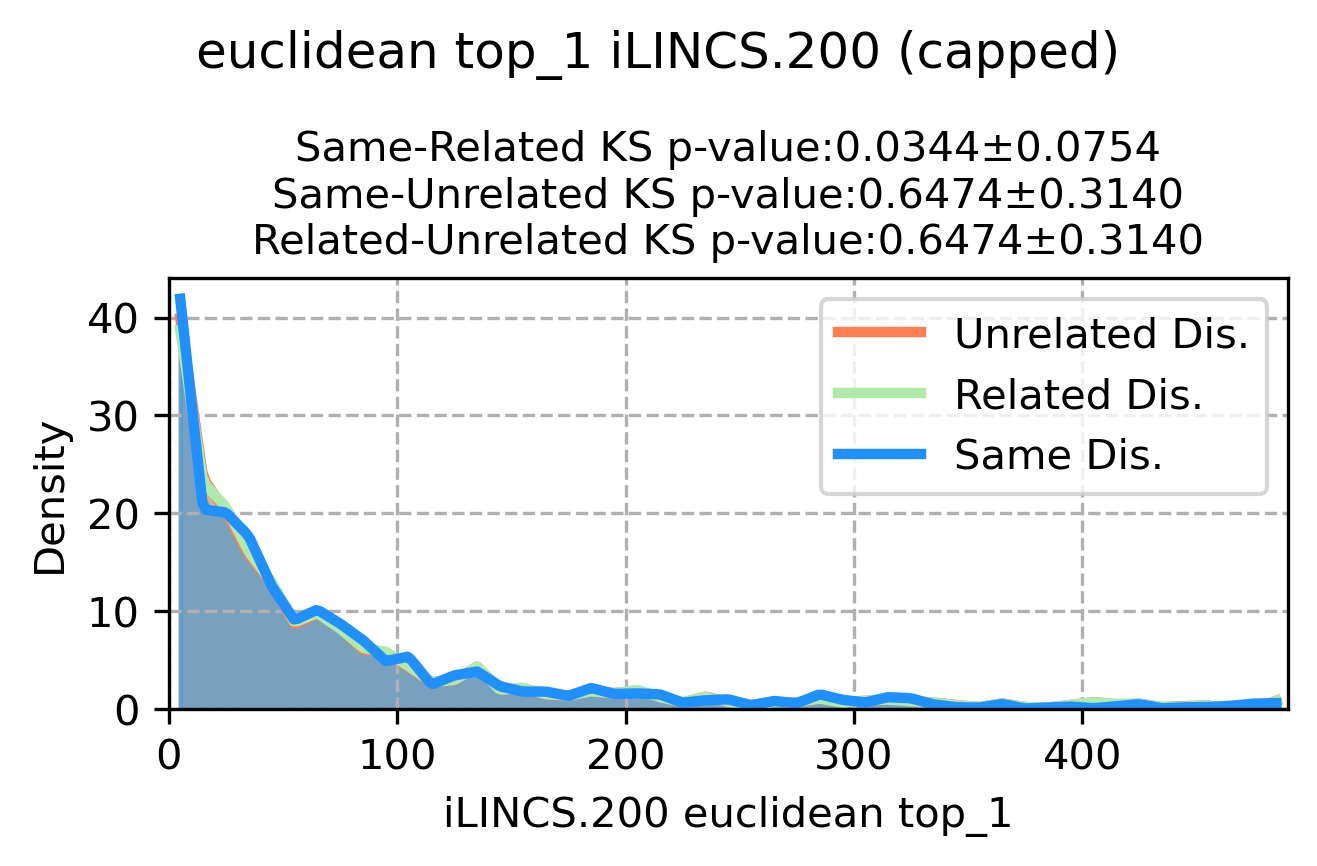 euclidean top_1 iLINCS.200 (capped)
Same-Related KS p-value:0.0344±0.0754
Same-Unrelated KS p-value:0.6474±0.3140
Related-Unrelated KS p-value:0.6474±0.3140
Unrelated Dis.
Related Dis.
Same Dis.
Density
40
30
20
10
0
0 100 200 300 400
iLINCS.200 euclidean top_1